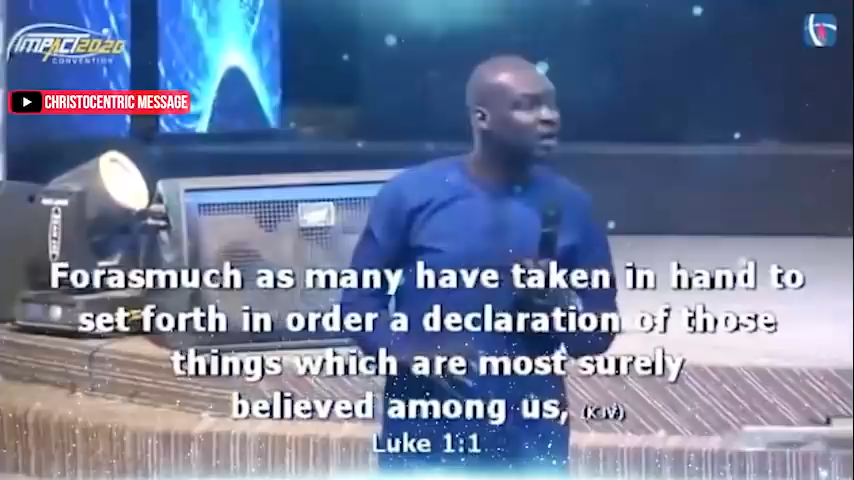 IMPACT2020
CONVENTION
CHRISTOCENTRIC MESSAGE
Forasmuch as many have taken in hand to
set forth in order a declaration of those
things which are most surely
believed among us, (KJV)
Luke 1:1